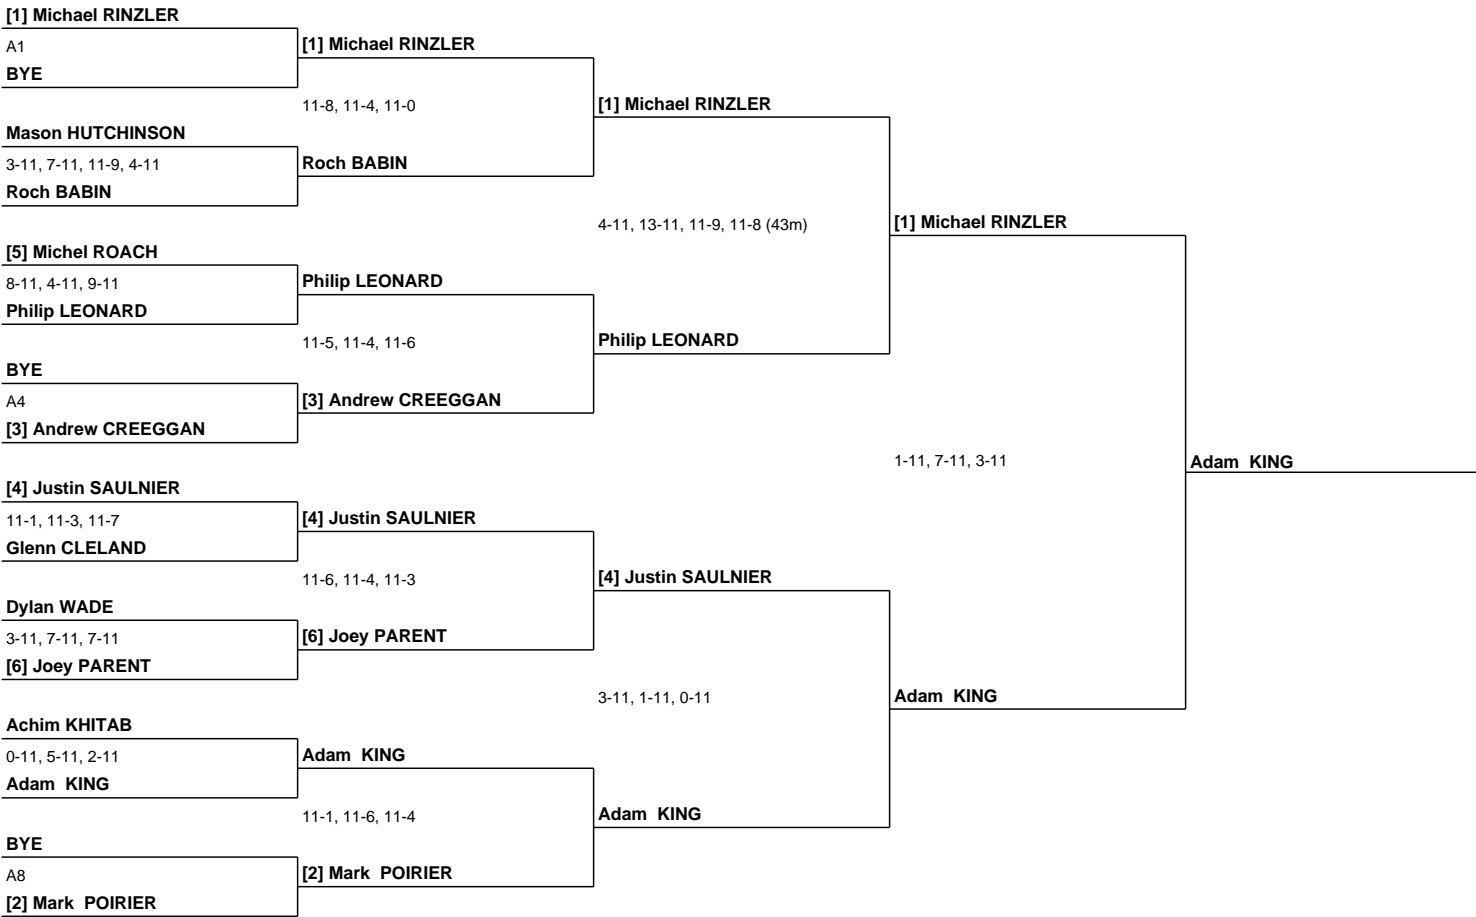 [1] Michael RINZLER
A1
BYE
Mason HUTCHINSON
3-11, 7-11, 11-9, 4-11
Roch BABIN
[5] Michel ROACH
8-11, 4-11, 9-11
Philip LEONARD
BYE
A4
[3] Andrew CREEGGAN
[4] Justin SAULNIER
11-1, 11-3, 11-7
Glenn CLELAND
Dylan WADE
3-11, 7-11, 7-11
[6] Joey PARENT
Achim KHITAB
0-11, 5-11, 2-11
Adam KING
BYE
A8
[2] Mark POIRIER
[1] Michael RINZLER
11-8, 11-4, 11-0
Roch BABIN
Philip LEONARD
11-5, 11-4, 11-6
[3] Andrew CREEGGAN
[4] Justin SAULNIER
11-6, 11-4, 11-3
[6] Joey PARENT
Adam KING
11-1, 11-6, 11-4
[2] Mark POIRIER
[1] Michael RINZLER
4-11, 13-11, 11-9, 11-8 (43m)
Philip LEONARD
[4] Justin SAULNIER
3-11, 1-11, 0-11
Adam KING
[1] Michael RINZLER
1-11, 7-11, 3-11
Adam KING
Adam KING